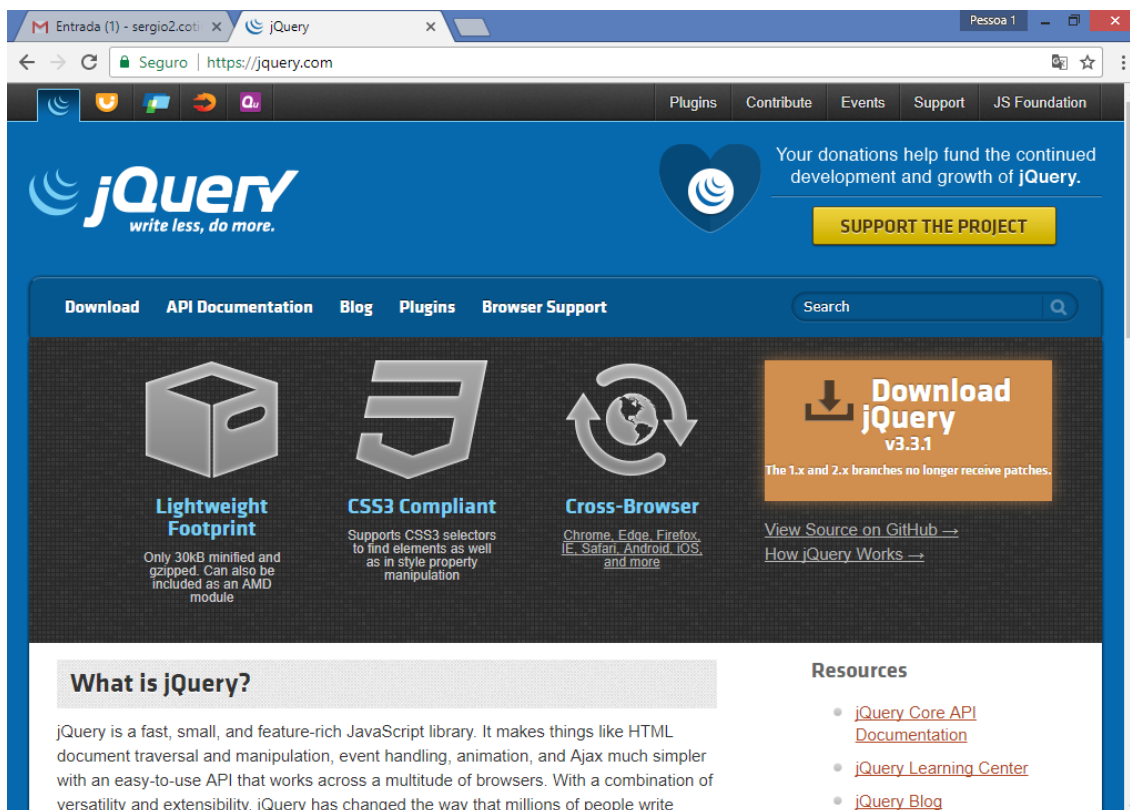 Entrada (1) - sergio2.coti
jQuery
Pessoa 1
Seguro
https://jquery.com
Qu
Plugins
Contribute
Events
Support
JS Foundation
jQuery
write less, do more.
Your donations help fund the continued
development and growth of jQuery.
SUPPORT THE PROJECT
Download
API Documentation
Blog
Plugins
Browser Support
Search
Lightweight
Footprint
Only 30kB minified and
gzipped. Can also be
included as an AMD
module
CSS3 Compliant
Supports CSS3 selectors
to find elements as well
as in style property
manipulation
Cross-Browser
Chrome, Edge, Firefox,
IE, Safari, Android, iOS,
and more
Download
jQuery
v3.3.1
The 1.x and 2.x branches no longer receive patches.
View Source on GitHub →
How jQuery Works →
What is jQuery?
jQuery is a fast, small, and feature-rich JavaScript library. It makes things like HTML
document traversal and manipulation, event handling, animation, and Ajax much simpler
with an easy-to-use API that works across a multitude of browsers. With a combination of
versatility and extensibility, jQuery has changed the way that millions of people write
Resources
jQuery Core API
Documentation
jQuery Learning Center
jQuery Blog